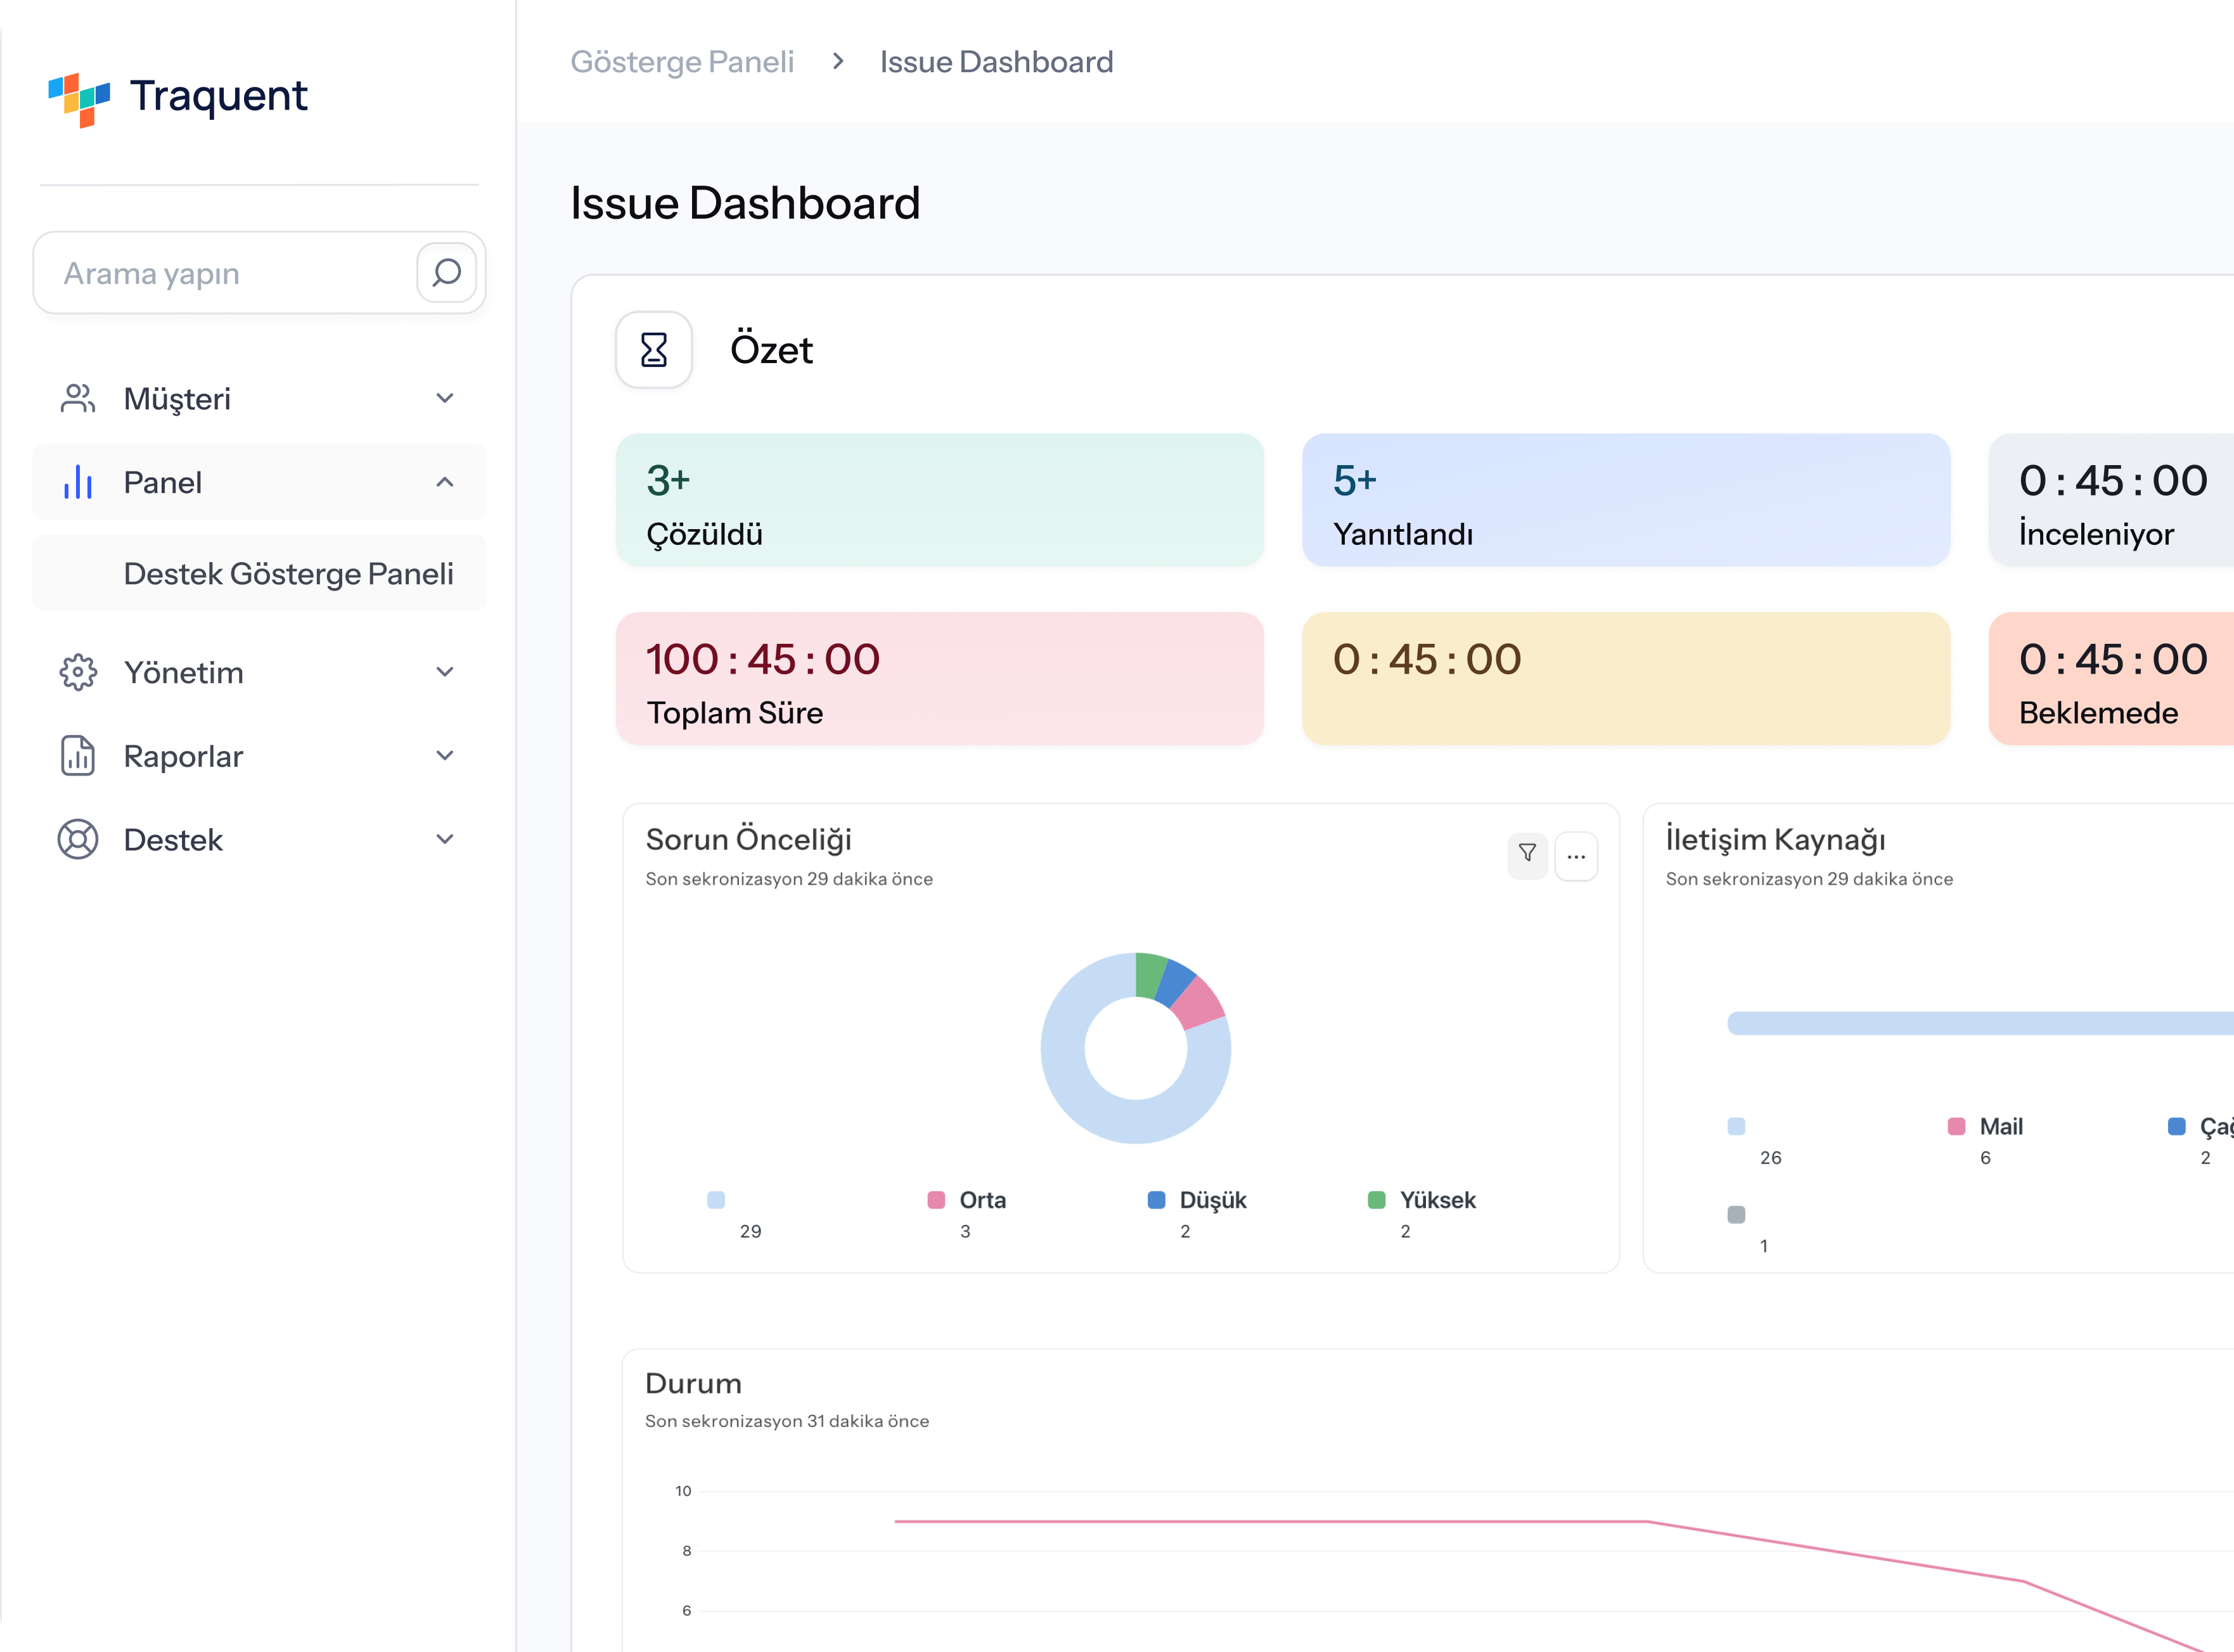 Traquent
Arama yapın
Müşteri
Panel
Destek Gösterge Paneli
Yönetim
Raporlar
Destek
Gösterge Paneli > Issue Dashboard
Issue Dashboard
Özet
3+
Çözüldü
5+
Yanıtlandı
0 : 45 : 00
İnceleniyor
100 : 45 : 00
Toplam Süre
0 : 45 : 00
0 : 45 : 00
Beklemede
Sorun Önceliği
Son sekronizasyon 29 dakika önce
29
Orta
3
Düşük
2
Yüksek
2
İletişim Kaynağı
Son sekronizasyon 29 dakika önce
26
Mail
6
2
1
Durum
Son sekronizasyon 31 dakika önce
10
8
6